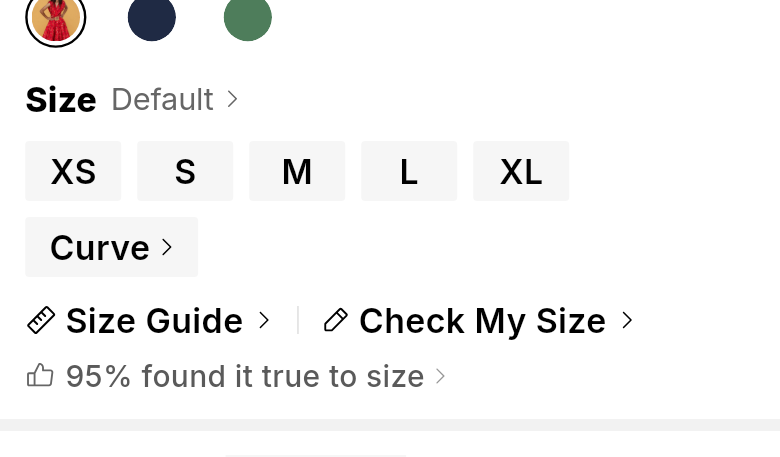 Size Default
XS S M L XL
Curve
Size Guide Check My Size
95% found it true to size